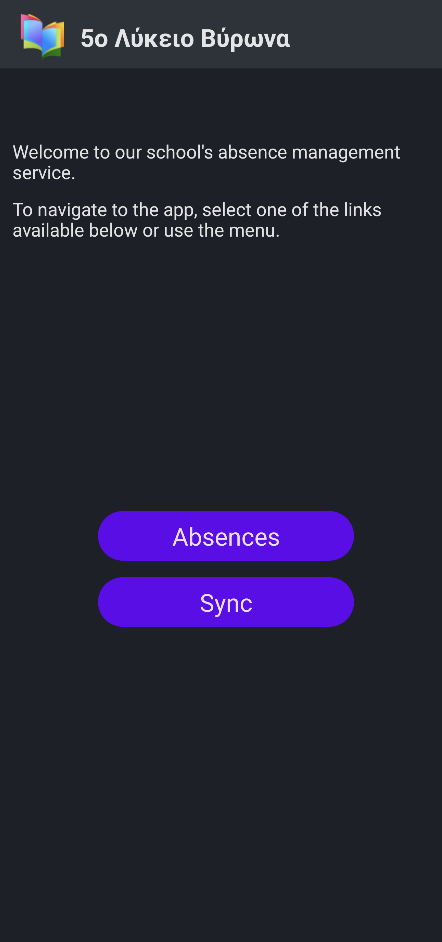 5ο Λύκειο Βύρωνα
Welcome to our school's absence management
service.
To navigate to the app, select one of the links
available below or use the menu.
Absences
Sync